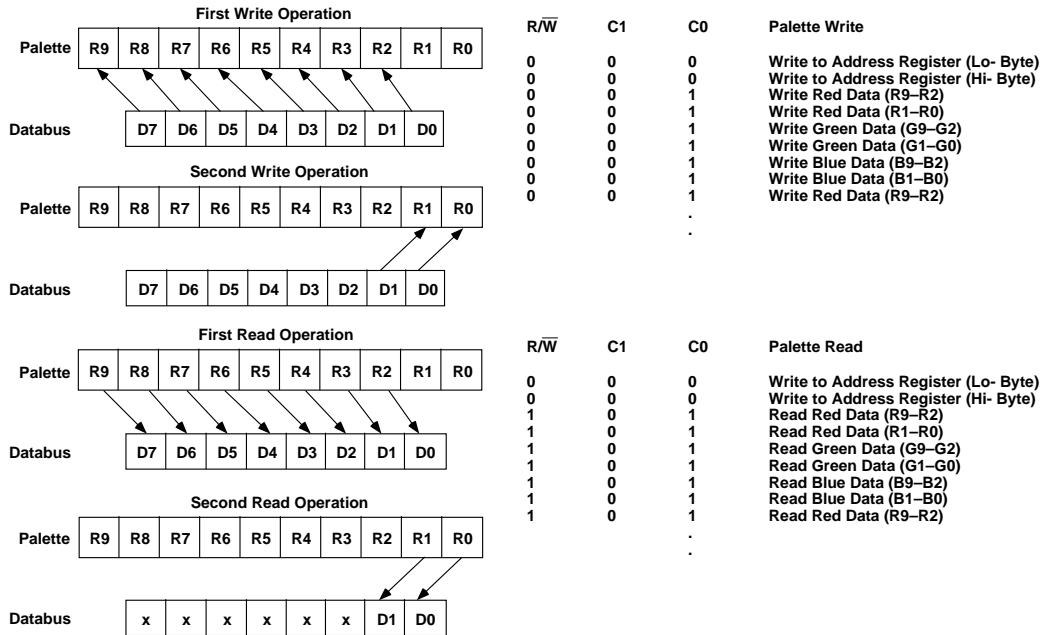 First Write Operation
Palette R9 R8 R7 R6 R5 R4 R3 R2 R1 R0
Databus D7 D6 D5 D4 D3 D2 D1 D0
Second Write Operation
Palette R9 R8 R7 R6 R5 R4 R3 R2 R1 R0
Databus D7 D6 D5 D4 D3 D2 D1 D0
First Read Operation
Palette R9 R8 R7 R6 R5 R4 R3 R2 R1 R0
Databus D7 D6 D5 D4 D3 D2 D1 D0
Second Read Operation
Palette R9 R8 R7 R6 R5 R4 R3 R2 R1 R0
Databus x x x x x x D1 D0
R/W̅ C1 C0 Palette Write
0 0 0 Write to Address Register (Lo- Byte)
0 0 0 Write to Address Register (Hi- Byte)
0 0 1 Write Red Data (R9–R2)
0 0 1 Write Red Data (R1–R0)
0 0 1 Write Green Data (G9–G2)
0 0 1 Write Green Data (G1–G0)
0 0 1 Write Blue Data (B9–B2)
0 0 1 Write Blue Data (B1–B0)
0 0 1 Write Red Data (R9–R2)
.
.
R/W̅ C1 C0 Palette Read
0 0 0 Write to Address Register (Lo- Byte)
0 0 0 Write to Address Register (Hi- Byte)
1 0 1 Read Red Data (R9–R2)
1 0 1 Read Red Data (R1–R0)
1 0 1 Read Green Data (G9–G2)
1 0 1 Read Green Data (G1–G0)
1 0 1 Read Blue Data (B9–B2)
1 0 1 Read Blue Data (B1–B0)
1 0 1 Read Red Data (R9–R2)
.
.